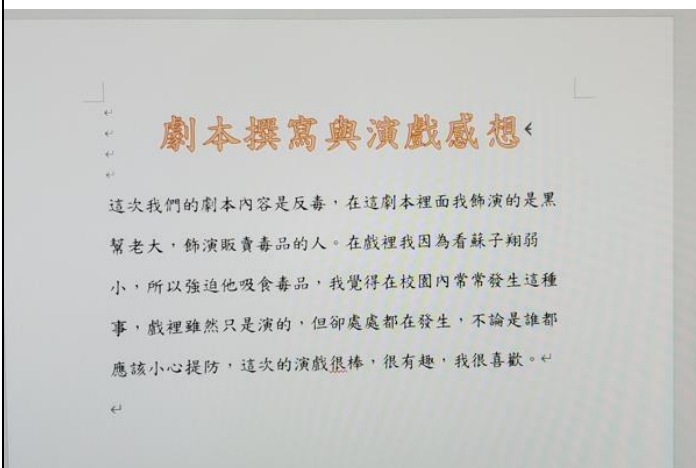 劇本撰寫與演戲感想
這次我們的劇本內容是反毒，在這劇本裡面我飾演的是黑
幫老大，飾演販賣毒品的人。在戲裡我因為看蘇子翔弱
小，所以強迫他吸食毒品，我覺得在校園內常常發生這種
事，戲裡雖然只是演的，但卻處處都在發生，不論是誰都
應該小心提防，這次的演戲很棒，很有趣，我很喜歡。